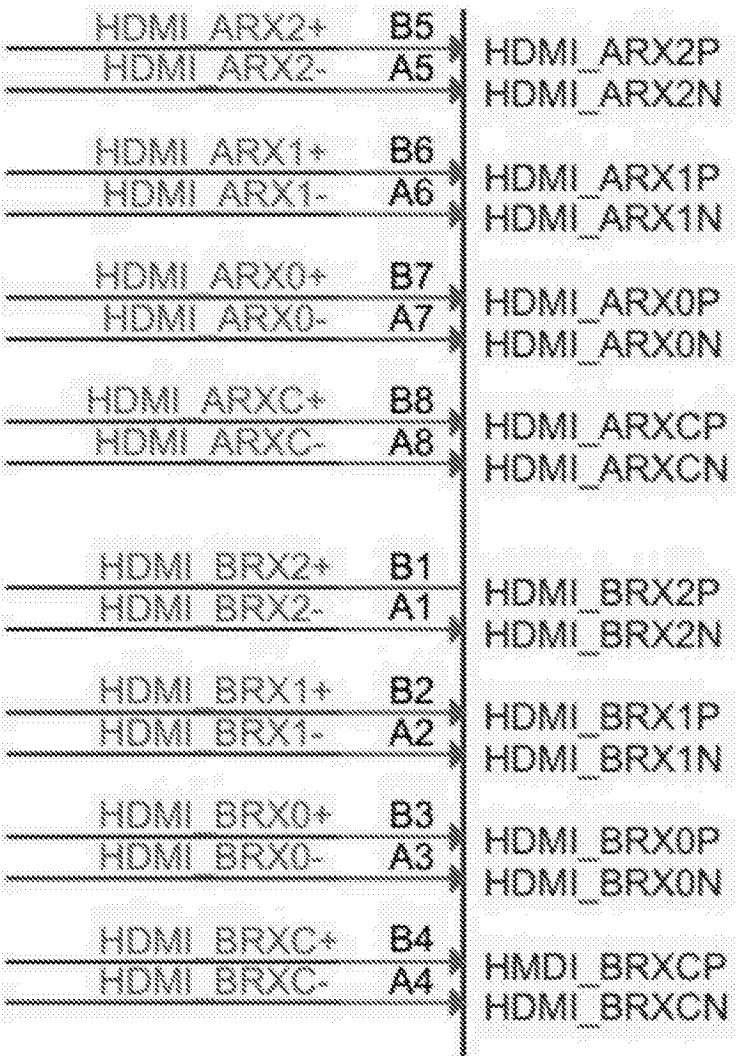 HDMI ARX2+ B5
HDMI_ARX2P
HDMI ARX2- A5
HDMI_ARX2N
HDMI ARX1+ B6
HDMI_ARX1P
HDMI ARX1- A6
HDMI_ARX1N
HDMI ARX0+ B7
HDMI_ARX0P
HDMI ARX0- A7
HDMI_ARX0N
HDMI ARXC+ B8
HDMI_ARXCP
HDMI ARXC- A8
HDMI_ARXCN
HDMI BRX2+ B1
HDMI_BRX2P
HDMI BRX2- A1
HDMI_BRX2N
HDMI BRX1+ B2
HDMI_BRX1P
HDMI BRX1- A2
HDMI_BRX1N
HDMI BRX0+ B3
HDMI_BRX0P
HDMI BRX0- A3
HDMI_BRX0N
HDMI BRXC+ B4
HMDI_BRXCP
HDMI BRXC- A4
HDMI_BRXCN